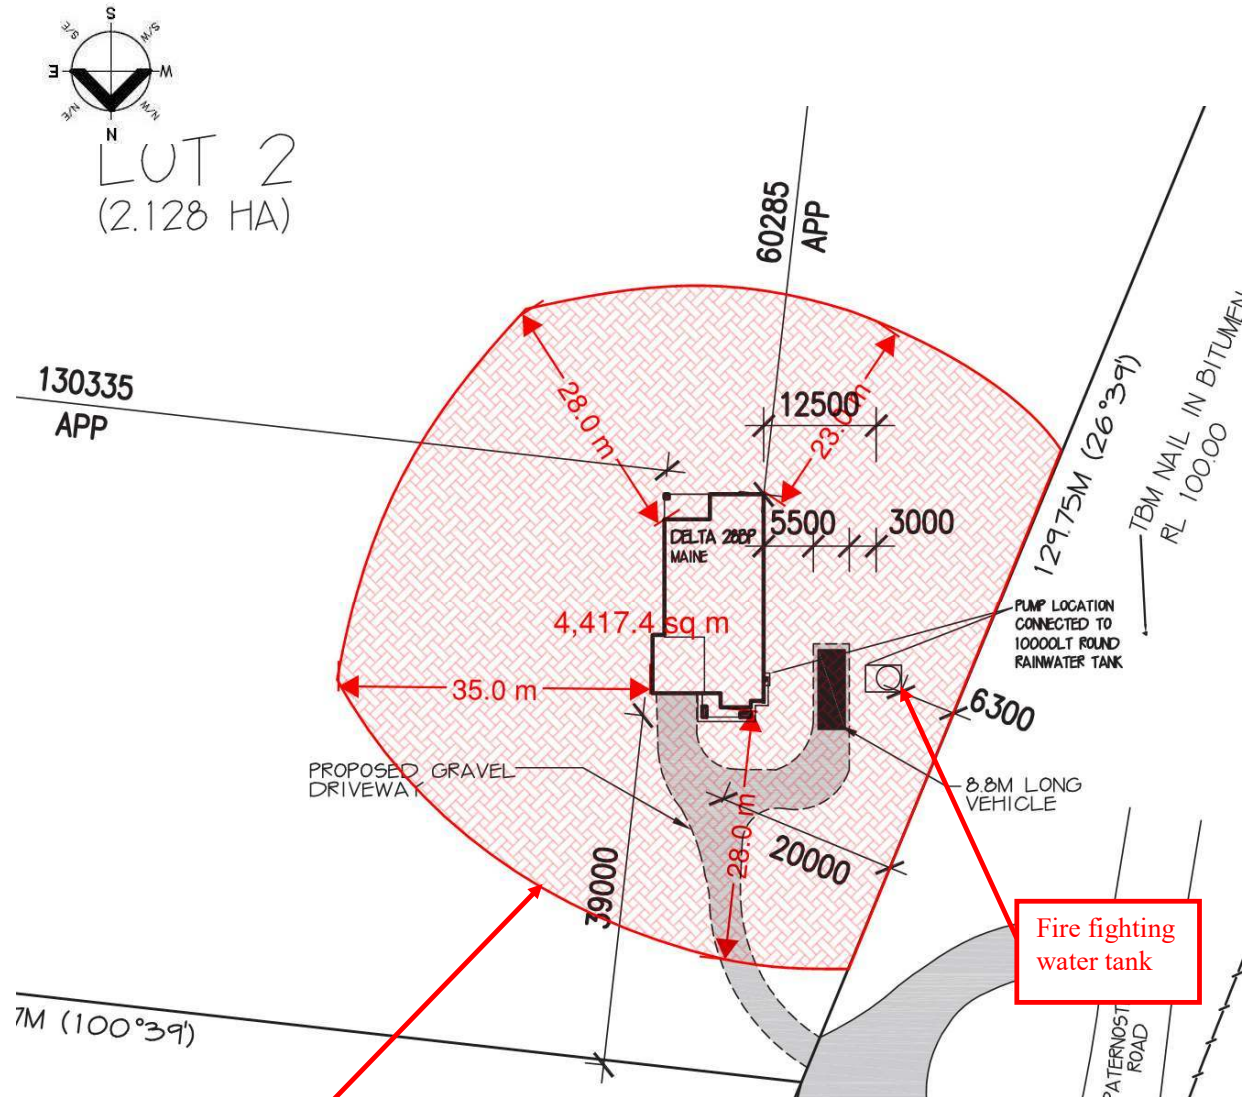 S
S/E
S/W
E
W
N/E
N/W
N
LOT 2
(2.128 HA)
60285
APP
130335
APP
28.0 m
12500
23.0 m
129.75M (26°39')
TBM NAIL IN BITUMEN
RL 100.00
5500
3000
DELTA 28BP
MAINE
4,417.4 sq m
PUMP LOCATION
CONNECTED TO
10000LT ROUND
RAINWATER TANK
35.0 m
6300
PROPOSED GRAVEL
DRIVEWAY
8.8M LONG
VEHICLE
28.0 m
20000
39000
Fire fighting
water tank
7M (100°39')
PATERNOST
ROAD